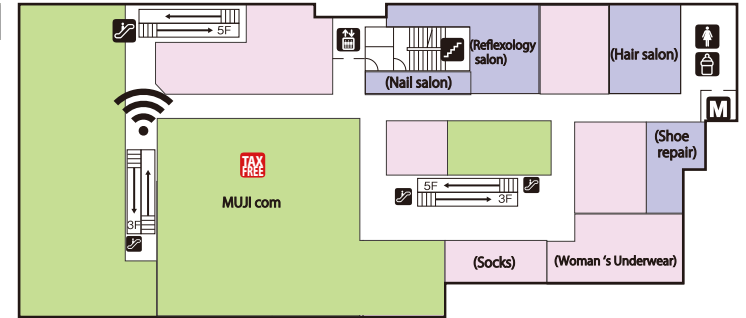 5F
(Reflexology
salon)
(Hair salon)
(Nail salon)
M
(Shoe
repair)
TAX
FREE
MUJI com
5F
3F
3F
(Socks)
(Woman 's Underwear)